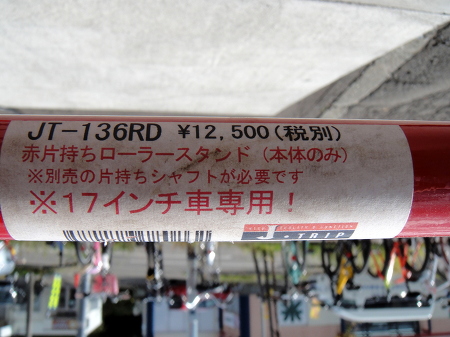 JT-136RD ¥12,500(税別)
赤片持ちローラースタンド（本体のみ）
※別売の片持ちシャフトが必要です
※17インチ車専用！
J・TRIP